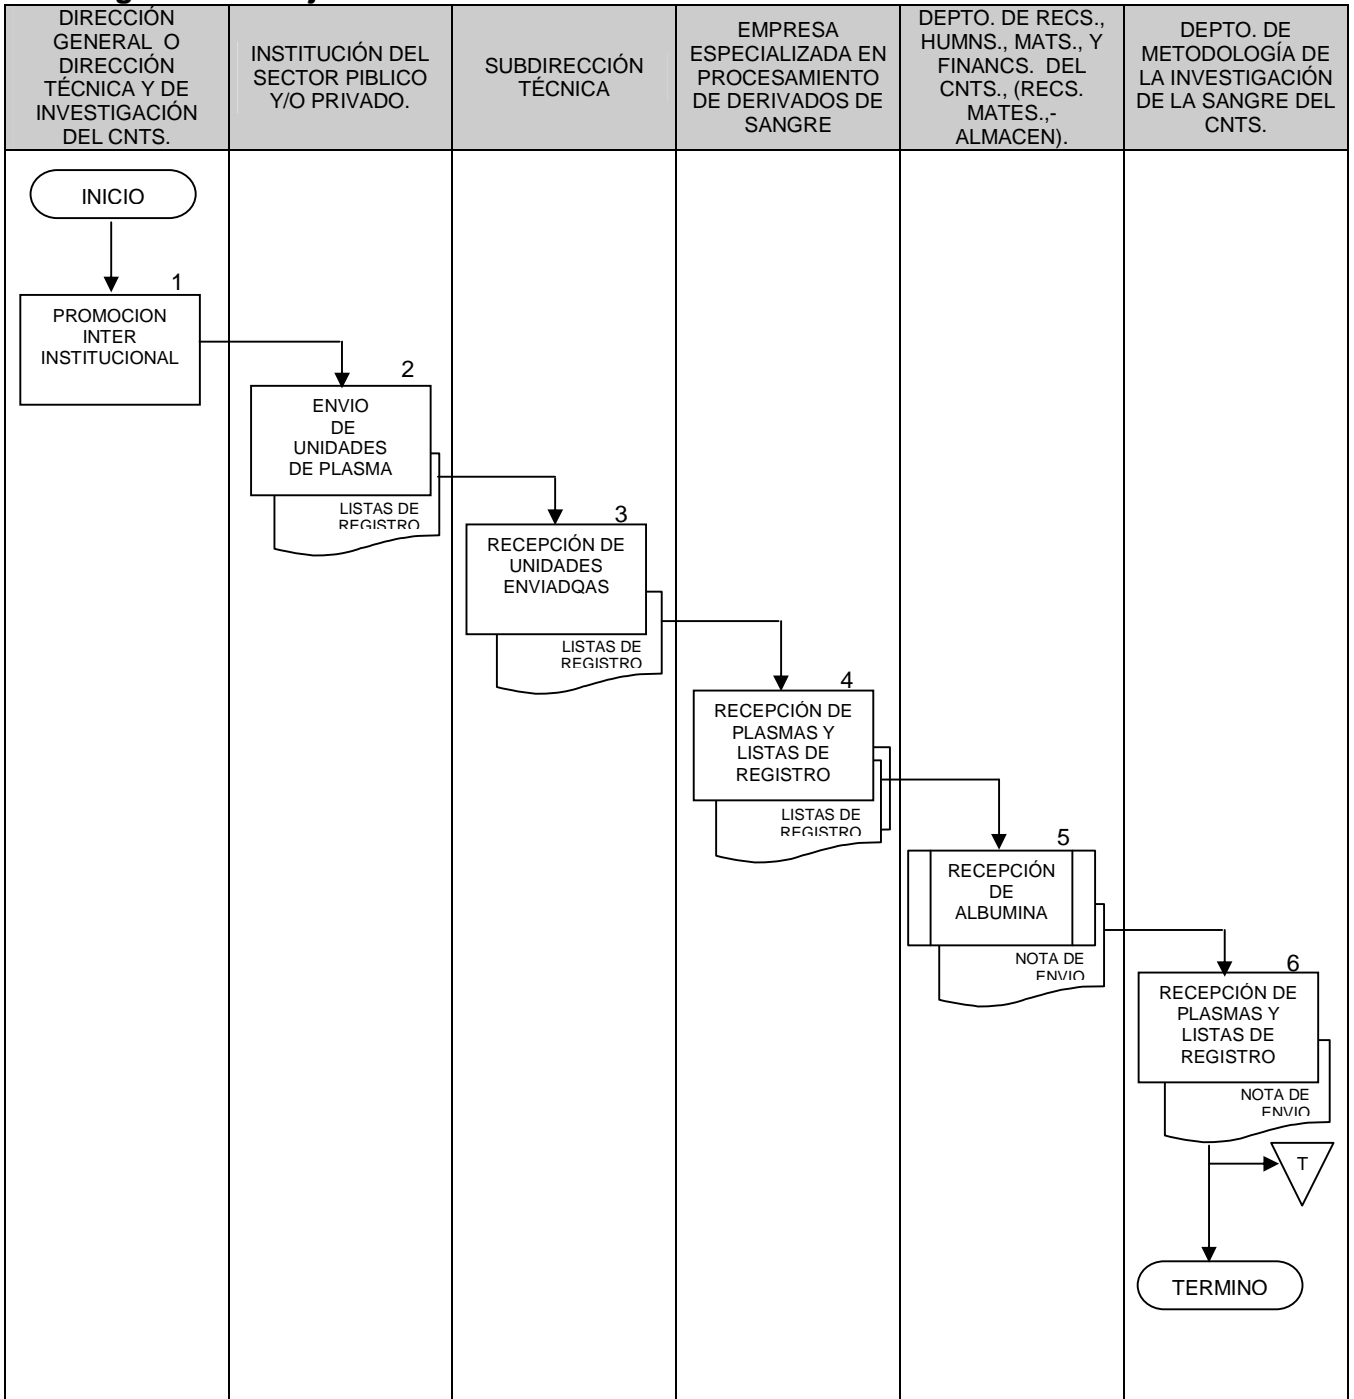 DIRECCIÓN
GENERAL O
DIRECCIÓN
TÉCNICA Y DE
INVESTIGACIÓN
DEL CNTS.
INSTITUCIÓN DEL
SECTOR PIBLICO
Y/O PRIVADO.
SUBDIRECCIÓN
TÉCNICA
EMPRESA
ESPECIALIZADA EN
PROCESAMIENTO
DE DERIVADOS DE
SANGRE
DEPTO. DE RECS.,
HUMNS., MATS., Y
FINANCS. DEL
CNTS., (RECS.
MATES.,-
ALMACEN).
DEPTO. DE
METODOLOGÍA DE
LA INVESTIGACIÓN
DE LA SANGRE DEL
CNTS.
INICIO
1
PROMOCION
INTER
INSTITUCIONAL
2
ENVIO
DE
UNIDADES
DE PLASMA
LISTAS DE
REGISTRO
3
RECEPCIÓN DE
UNIDADES
ENVIADQAS
LISTAS DE
REGISTRO
4
RECEPCIÓN DE
PLASMAS Y
LISTAS DE
REGISTRO
LISTAS DE
REGISTRO
5
RECEPCIÓN
DE
ALBUMINA
NOTA DE
ENVIO
6
RECEPCIÓN DE
PLASMAS Y
LISTAS DE
REGISTRO
NOTA DE
ENVIO
T
TERMINO